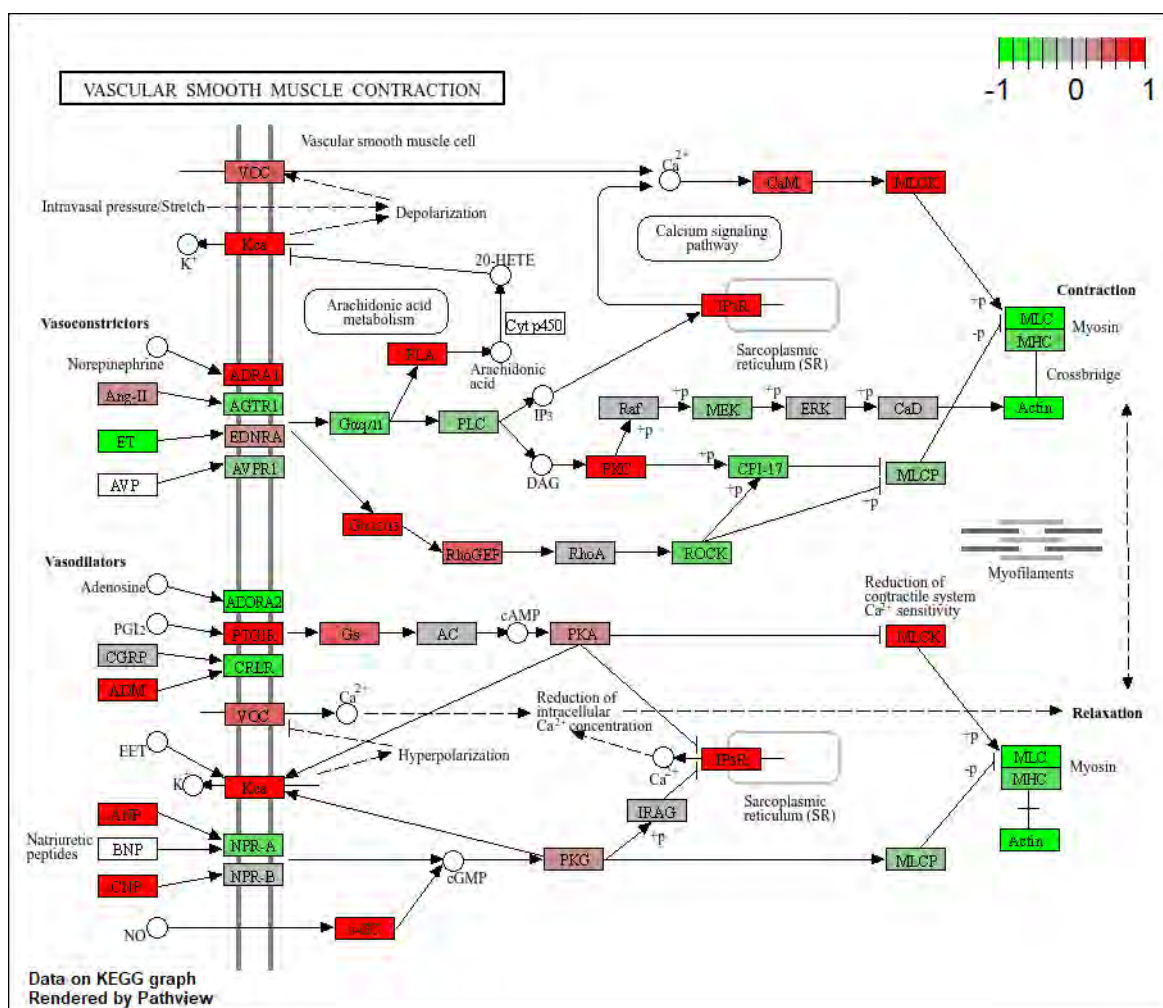 -1 0 1
VASCULAR SMOOTH MUSCLE CONTRACTION
Vascular smooth muscle cell
VOC
Ca2+
CaM
MLCK
Intravasal pressure/Stretch
Depolarization
Kca
K+
Calcium signaling
pathway
20-HETE
Arachidonic acid
metabolism
Cyt p450
IP3R
Contraction
+p
-p
MLC
Myosin
MHC
Vasoconstrictors
Norepinephrine
PLA
Arachidonic
acid
Sarcoplasmic
reticulum (SR)
Crossbridge
ADRA1
Ang-II
AGTR1
Gαq/11
PLC
IP3
Raf
+p
MEK
+p
ERK
+p
CaD
Actin
ET
EDNRA
+p
AVP
AVPR1
DAG
PKC
+p
CPI-17
MLCP
+p
+p
Gα12/13
RhoGEF
RhoA
ROCK
Myofilaments
Vasodilators
Adenosine
ADORA2
Reduction of
contractile system
Ca2+ sensitivity
PGI2
PTGIR
Gs
AC
cAMP
PKA
MLCK
CGRP
CRLR
ADM
VOC
Ca2+
Reduction of
intracellular
Ca2+ concentration
Relaxation
EET
Hyperpolarization
+p
-p
Ca2+
IP3R
MLC
Myosin
MHC
K+
Kca
Sarcoplasmic
reticulum (SR)
ANP
IRAG
+p
Natriuretic
peptides
BNP
NPR-A
Actin
CNP
NPR-B
cGMP
PKG
MLCP
NO
Data on KEGG graph
Rendered by Pathview